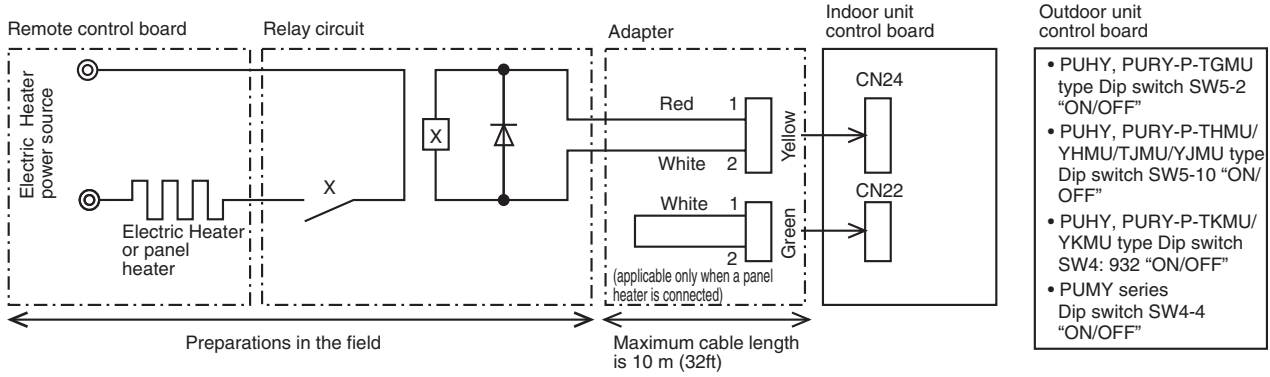 Remote control board
Electric Heater
power source
Electric Heater
or panel
heater
Relay circuit
X
X
Adapter
Red
1
White
2
Yellow
White
1
2
Green
(applicable only when a panel
heater is connected)
Indoor unit
control board
CN24
CN22
Outdoor unit
control board
• PUHY, PURY-P-TGMU
type Dip switch SW5-2
“ON/OFF”
• PUHY, PURY-P-THMU/
YHMU/TJMU/YJMU type
Dip switch SW5-10 “ON/
OFF”
• PUHY, PURY-P-TKMU/
YKMU type Dip switch
SW4: 932 “ON/OFF”
• PUMY series
Dip switch SW4-4
“ON/OFF”
Preparations in the field
Maximum cable length
is 10 m (32ft)